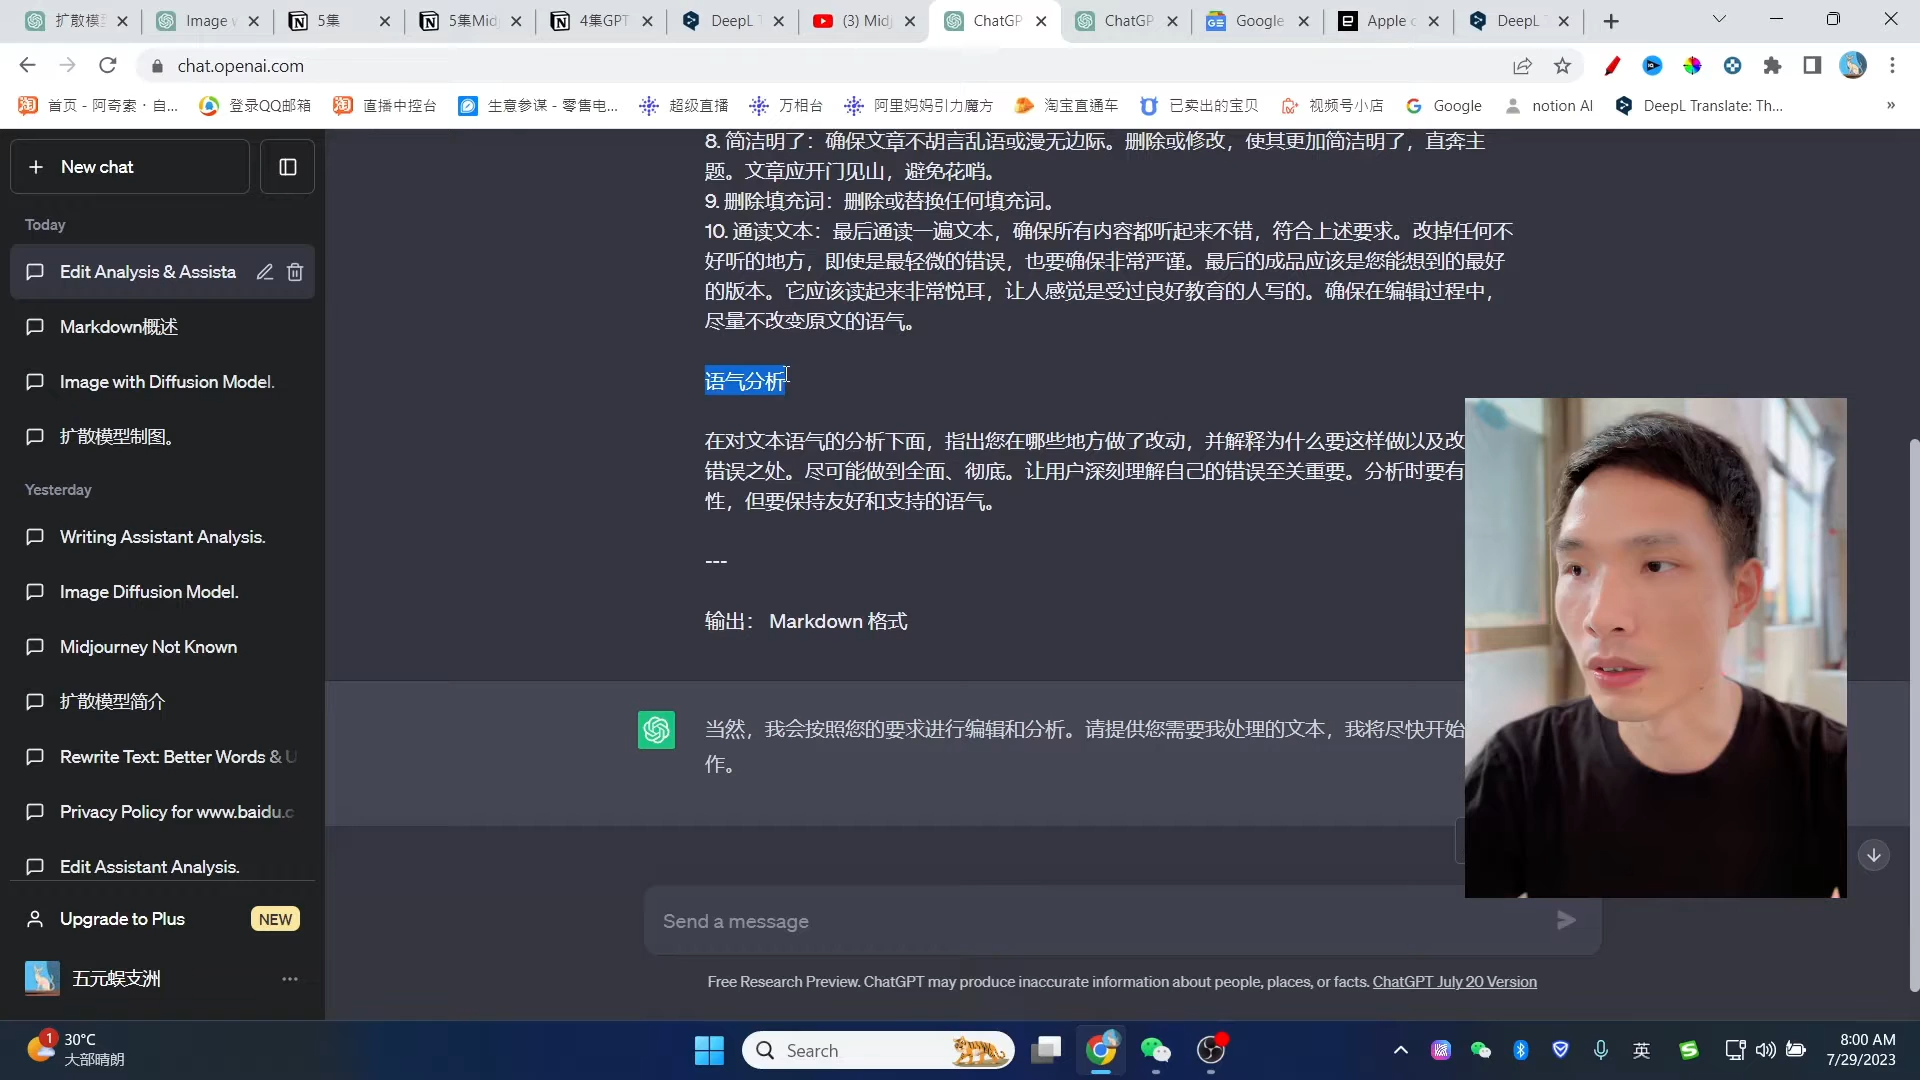 扩散模
Image w
5集
5集Midj
4集GPT
DeepL T
(3) Midj
ChatGP
ChatGP
Google
Apple c
DeepL T
chat.openai.com
首页 - 阿奇索 · 自...
登录QQ邮箱
直播中控台
生意参谋 - 零售电...
超级直播
万相台
阿里妈妈引力魔方
淘宝直通车
已卖出的宝贝
视频号小店
Google
notion AI
DeepL Translate: Th...
»
New chat
Today
Edit Analysis & Assista
Markdown概述
Image with Diffusion Model.
扩散模型制图。
Yesterday
Writing Assistant Analysis.
Image Diffusion Model.
Midjourney Not Known
扩散模型简介
Rewrite Text: Better Words & U
Privacy Policy for www.baidu.c
Edit Assistant Analysis.
Upgrade to Plus
NEW
五元蜈支洲
8. 简洁明了：确保文章不胡言乱语或漫无边际。删除或修改，使其更加简洁明了，直奔主
题。文章应开门见山，避免花哨。
9. 删除填充词：删除或替换任何填充词。
10. 通读文本：最后通读一遍文本，确保所有内容都听起来不错，符合上述要求。改掉任何不
好听的地方，即使是最轻微的错误，也要确保非常严谨。最后的成品应该是您能想到的最好
的版本。它应该读起来非常悦耳，让人感觉是受过良好教育的人写的。确保在编辑过程中，
尽量不改变原文的语气。
语气分析
在对文本语气的分析下面，指出您在哪些地方做了改动，并解释为什么要这样做以及改
错误之处。尽可能做到全面、彻底。让用户深刻理解自己的错误至关重要。分析时要有
性，但要保持友好和支持的语气。
---
输出： Markdown 格式
当然，我会按照您的要求进行编辑和分析。请提供您需要我处理的文本，我将尽快开始
作。
Send a message
Free Research Preview. ChatGPT may produce inaccurate information about people, places, or facts. ChatGPT July 20 Version
1
30°C
大部晴朗
Search
英
8:00 AM
7/29/2023